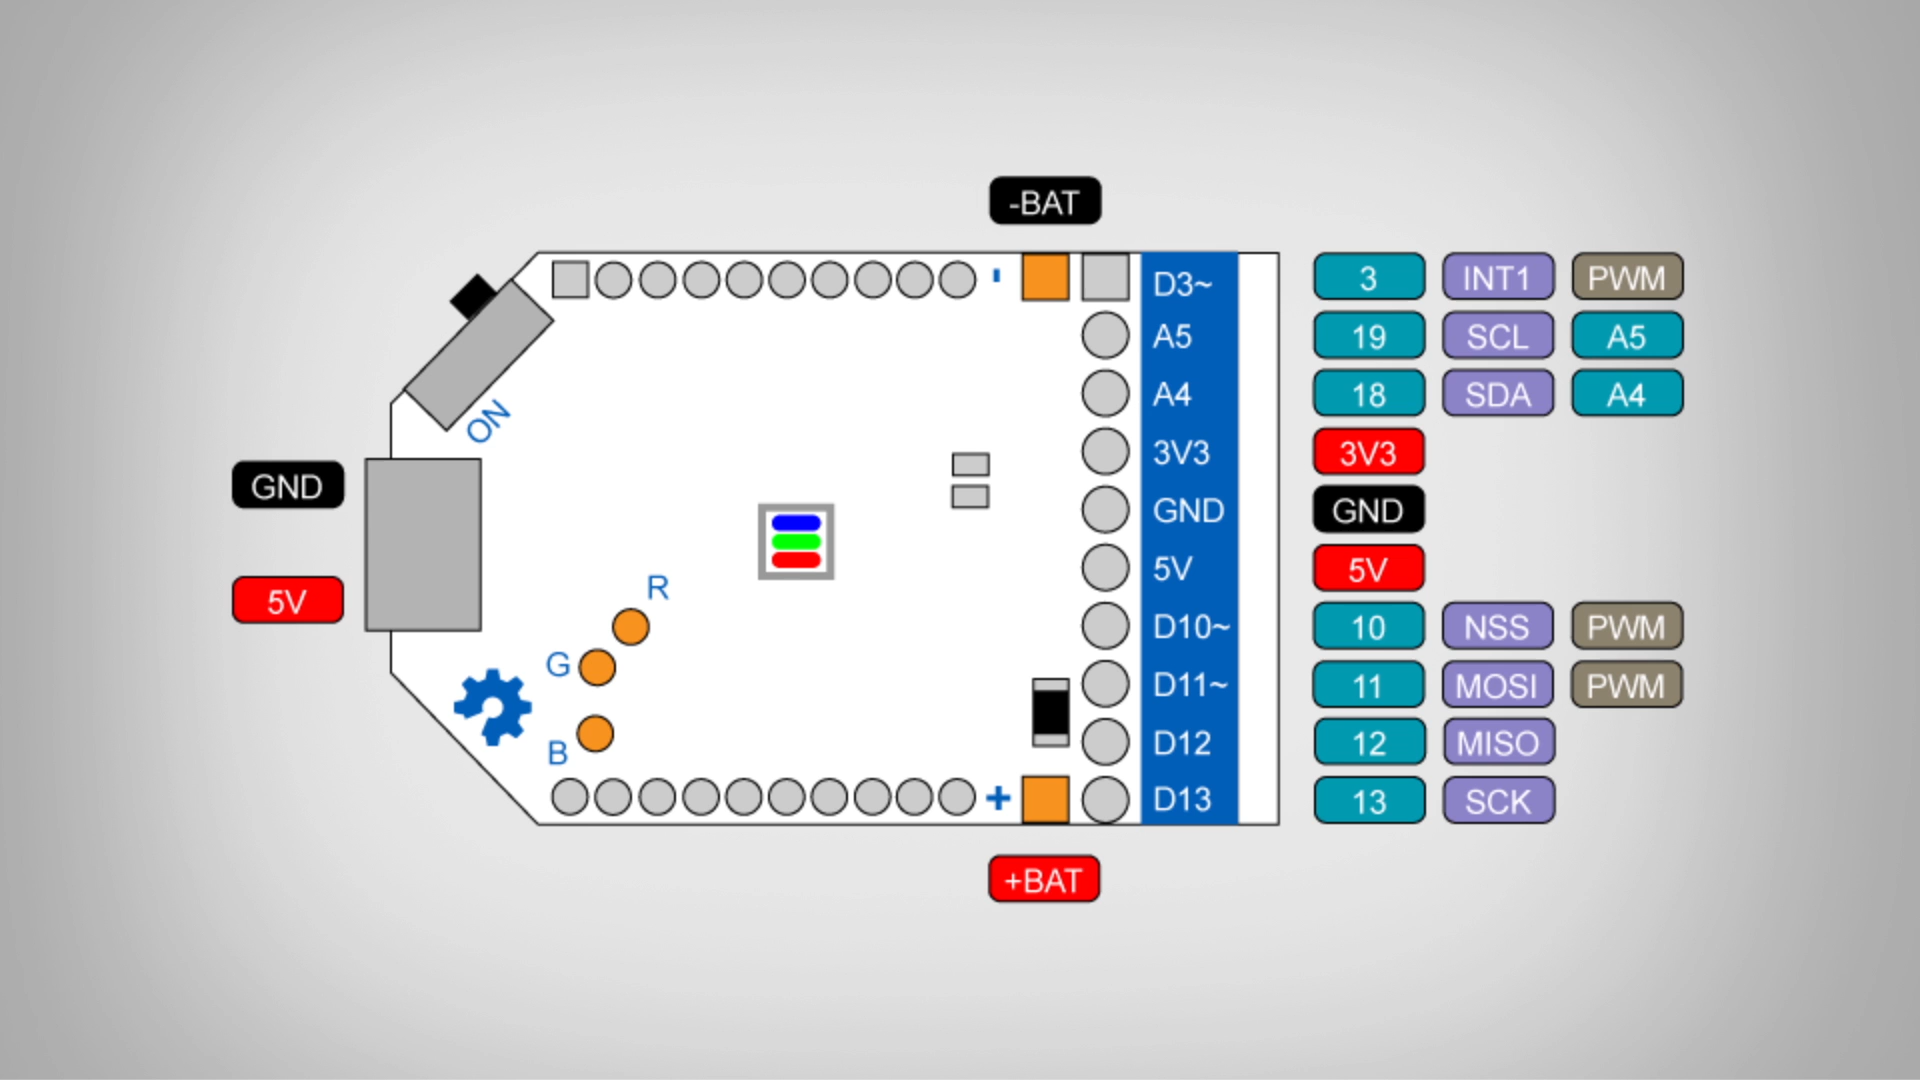 -BAT
D3~ 3 INT1 PWM
A5 19 SCL A5
ON
A4 18 SDA A4
3V3 3V3
GND
GND GND
5V 5V
R
5V
D10~ 10 NSS PWM
G
D11~ 11 MOSI PWM
B
D12 12 MISO
+ D13 13 SCK
+BAT